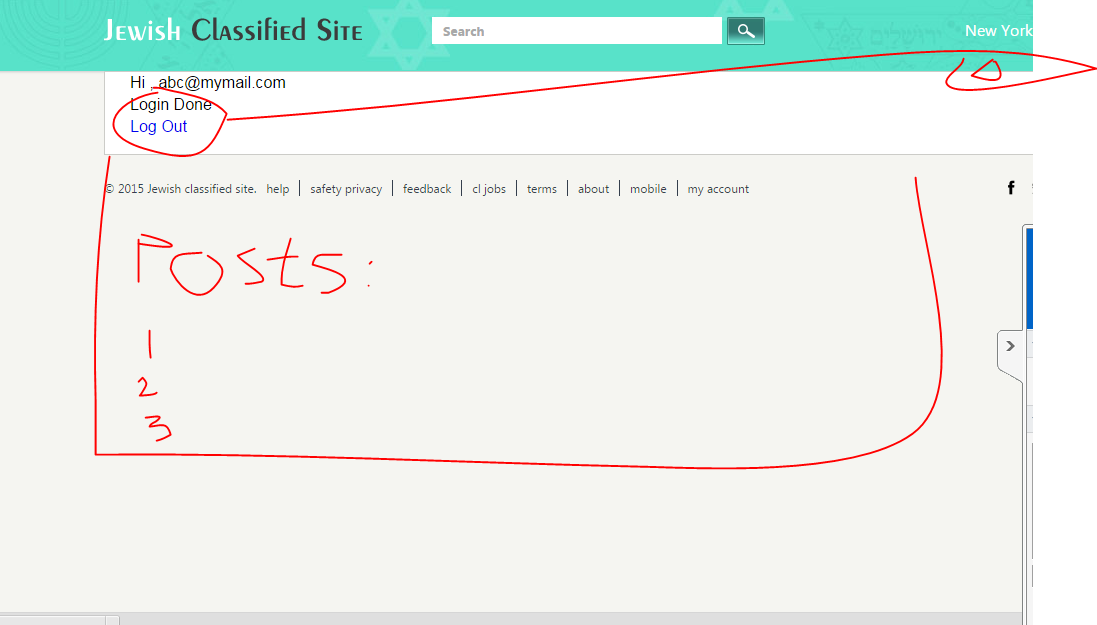 Jewish Classified Site
Search
New York
Hi , abc@mymail.com
Login Done
Log Out
© 2015 Jewish classified site. help | safety privacy | feedback | cl jobs | terms | about | mobile | my account
f
Posts:
1
2
3